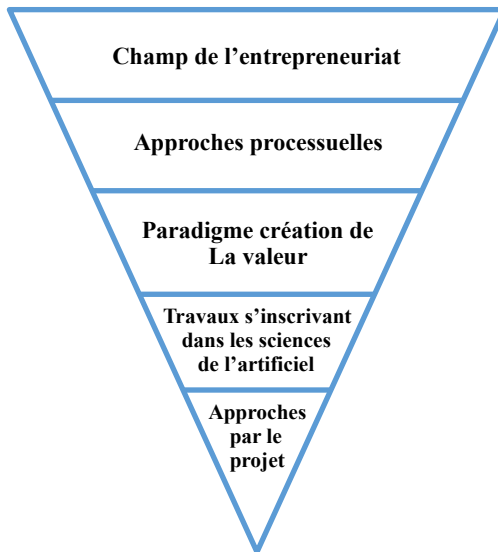 Champ de l’entrepreneuriat
Approches processuelles
Paradigme création de
La valeur
Travaux s’inscrivant
dans les sciences
de l’artificiel
Approches
par le
projet